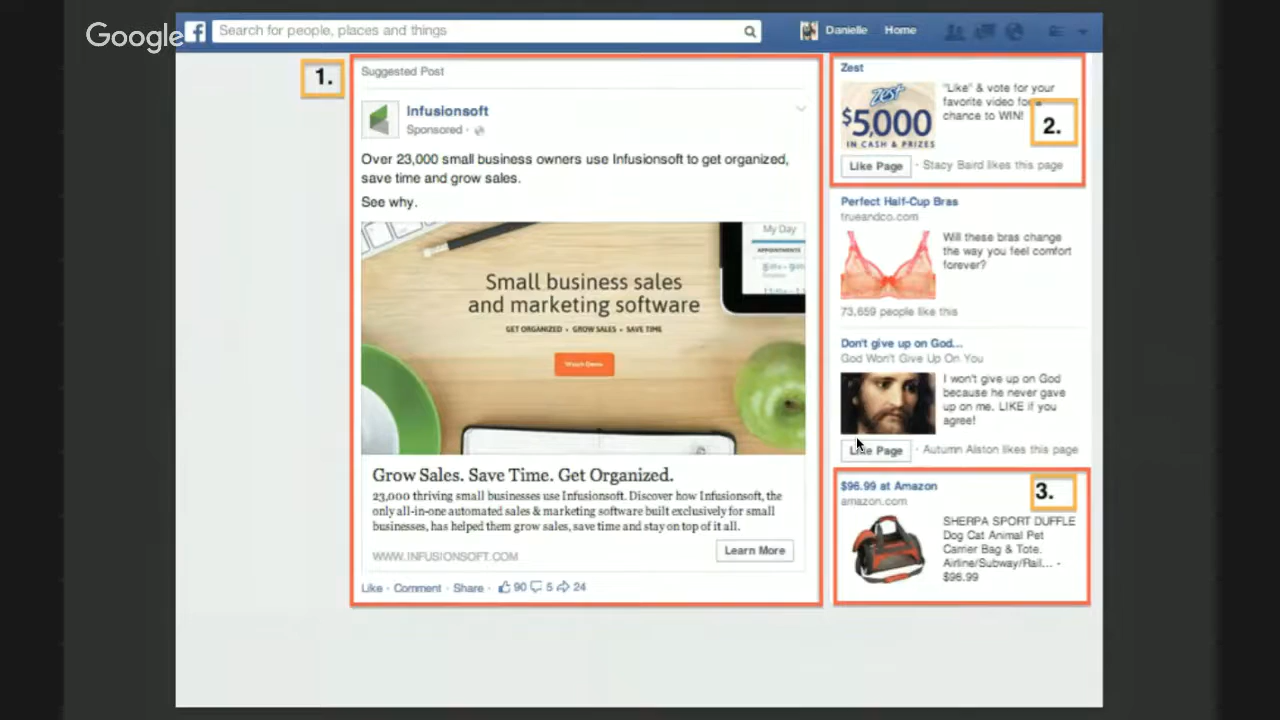 Google
Search for people, places and things
Danielle
Home
1.
Suggested Post
Infusionsoft
Sponsored ·
Over 23,000 small business owners use Infusionsoft to get organized,
save time and grow sales.
See why.
My Day
APPOINTMENTS
Small business sales
and marketing software
GET ORGANIZED • GROW SALES • SAVE TIME
Watch Demo
Grow Sales. Save Time. Get Organized.
23,000 thriving small businesses use Infusionsoft. Discover how Infusionsoft, the
only all-in-one automated sales & marketing software built exclusively for small
businesses, has helped them grow sales, save time and stay on top of it all.
WWW.INFUSIONSOFT.COM
Learn More
Like · Comment · Share · 90 5 24
Zest
zest
$5,000
IN CASH & PRIZES
"Like" & vote for your
favorite video for a
chance to WIN!
2.
Like Page · Stacy Baird likes this page
Perfect Half-Cup Bras
trueandco.com
Will these bras change
the way you feel comfort
forever?
73,659 people like this
Don't give up on God...
God Won't Give Up On You
I won't give up on God
because he never gave
up on me. LIKE if you
agree!
Like Page · Autumn Alston likes this page
$96.99 at Amazon
amazon.com
3.
SHERPA SPORT DUFFLE
Dog Cat Animal Pet
Carrier Bag & Tote.
Airline/Subway/Rail... -
$96.99